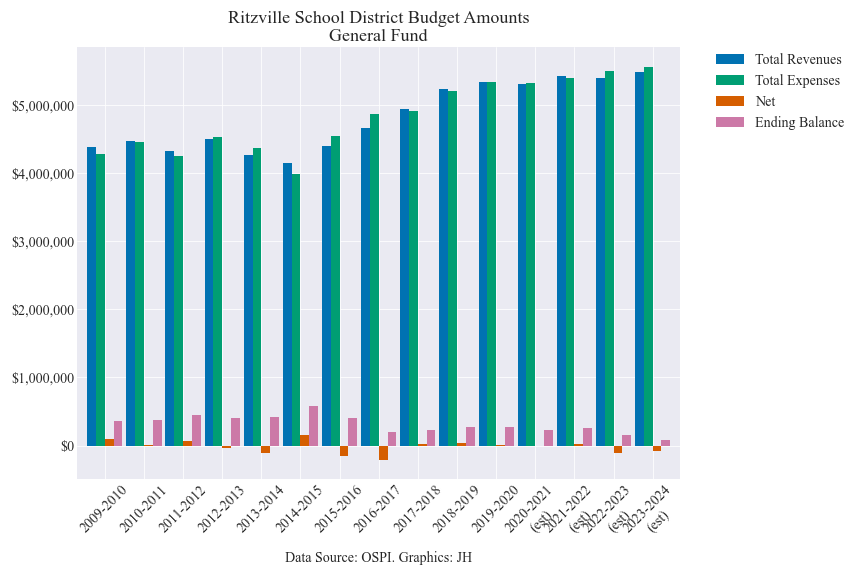 Ritzville School District Budget Amounts
General Fund
Total Revenues
Total Expenses
Net
Ending Balance
$5,000,000
$4,000,000
$3,000,000
$2,000,000
$1,000,000
$0
2009-2010
2010-2011
2011-2012
2012-2013
2013-2014
2014-2015
2015-2016
2016-2017
2017-2018
2018-2019
2019-2020
2020-2021
(est)
2021-2022
(est)
2022-2023
(est)
2023-2024
(est)
Data Source: OSPI. Graphics: JH